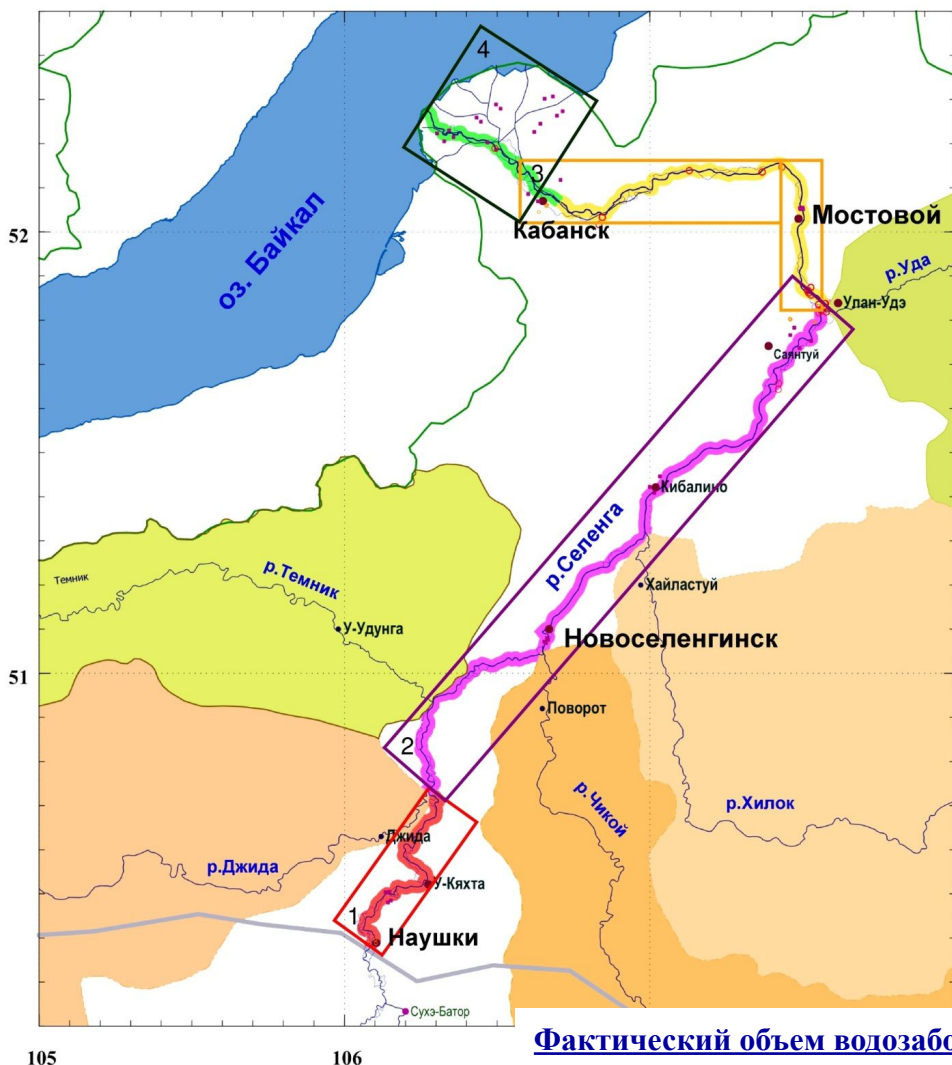 4
3
52
Кабанск
Мостовой
оз. Байкал
р.Уда
Улан-Удэ
Саянтуй
Кибалино
р.Селенга
Темник
р.Темник
Хайластуй
У-Удунга
Новоселенгинск
51
Поворот
2
р.Чикой
р.Хилок
Джида
р.Джида
У-Кяхта
1
Наушки
Сухэ-Батор
105
106
Фактический объем водозабо